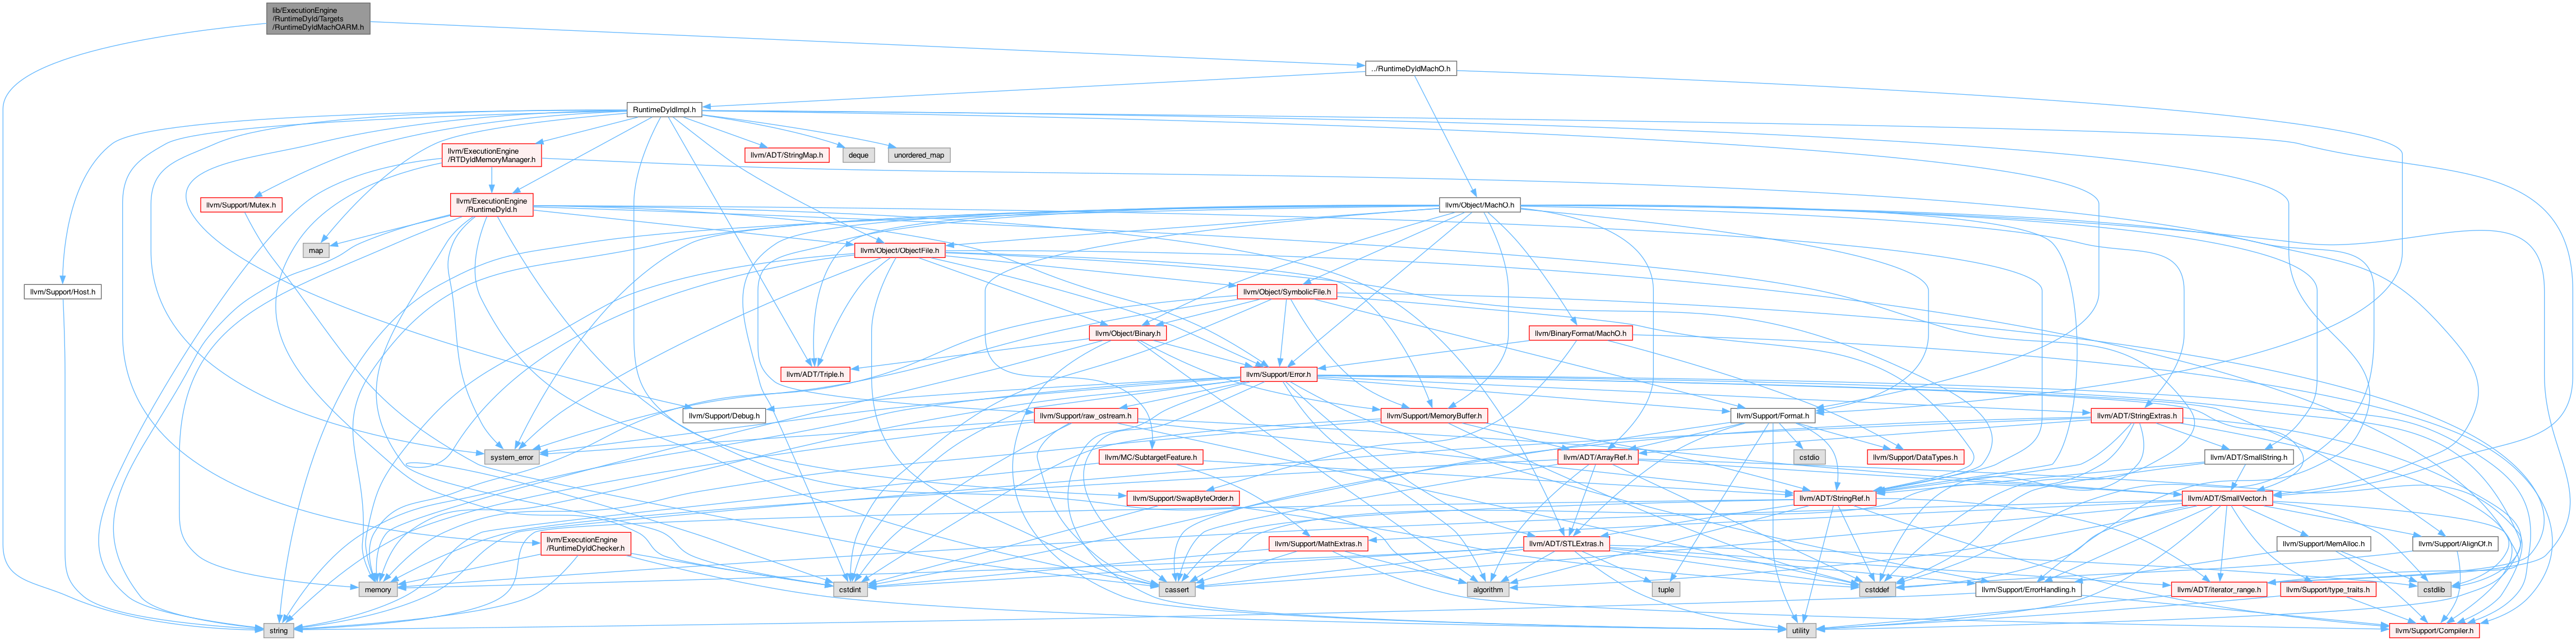 lib/ExecutionEngine
/RuntimeDyld/Targets
/RuntimeDyldMachOARM.h
../RuntimeDyldMachO.h
RuntimeDyldImpl.h
llvm/ExecutionEngine
/RTDyldMemoryManager.h
llvm/ADT/StringMap.h
deque
unordered_map
llvm/Support/Mutex.h
llvm/ExecutionEngine
/RuntimeDyld.h
llvm/Object/MachO.h
map
llvm/Object/ObjectFile.h
llvm/Support/Host.h
llvm/Object/SymbolicFile.h
llvm/Object/Binary.h
llvm/BinaryFormat/MachO.h
llvm/ADT/Triple.h
llvm/Support/Error.h
llvm/Support/Debug.h
llvm/Support/raw_ostream.h
llvm/Support/MemoryBuffer.h
llvm/Support/Format.h
llvm/ADT/StringExtras.h
system_error
llvm/MC/SubtargetFeature.h
llvm/ADT/ArrayRef.h
cstdio
llvm/Support/DataTypes.h
llvm/ADT/SmallString.h
llvm/Support/SwapByteOrder.h
llvm/ADT/StringRef.h
llvm/ADT/SmallVector.h
llvm/ExecutionEngine
/RuntimeDyldChecker.h
llvm/Support/MathExtras.h
llvm/ADT/STLExtras.h
llvm/Support/MemAlloc.h
llvm/Support/AlignOf.h
memory
cstdint
cassert
algorithm
tuple
cstddef
llvm/Support/ErrorHandling.h
llvm/ADT/iterator_range.h
llvm/Support/type_traits.h
cstdlib
string
utility
llvm/Support/Compiler.h